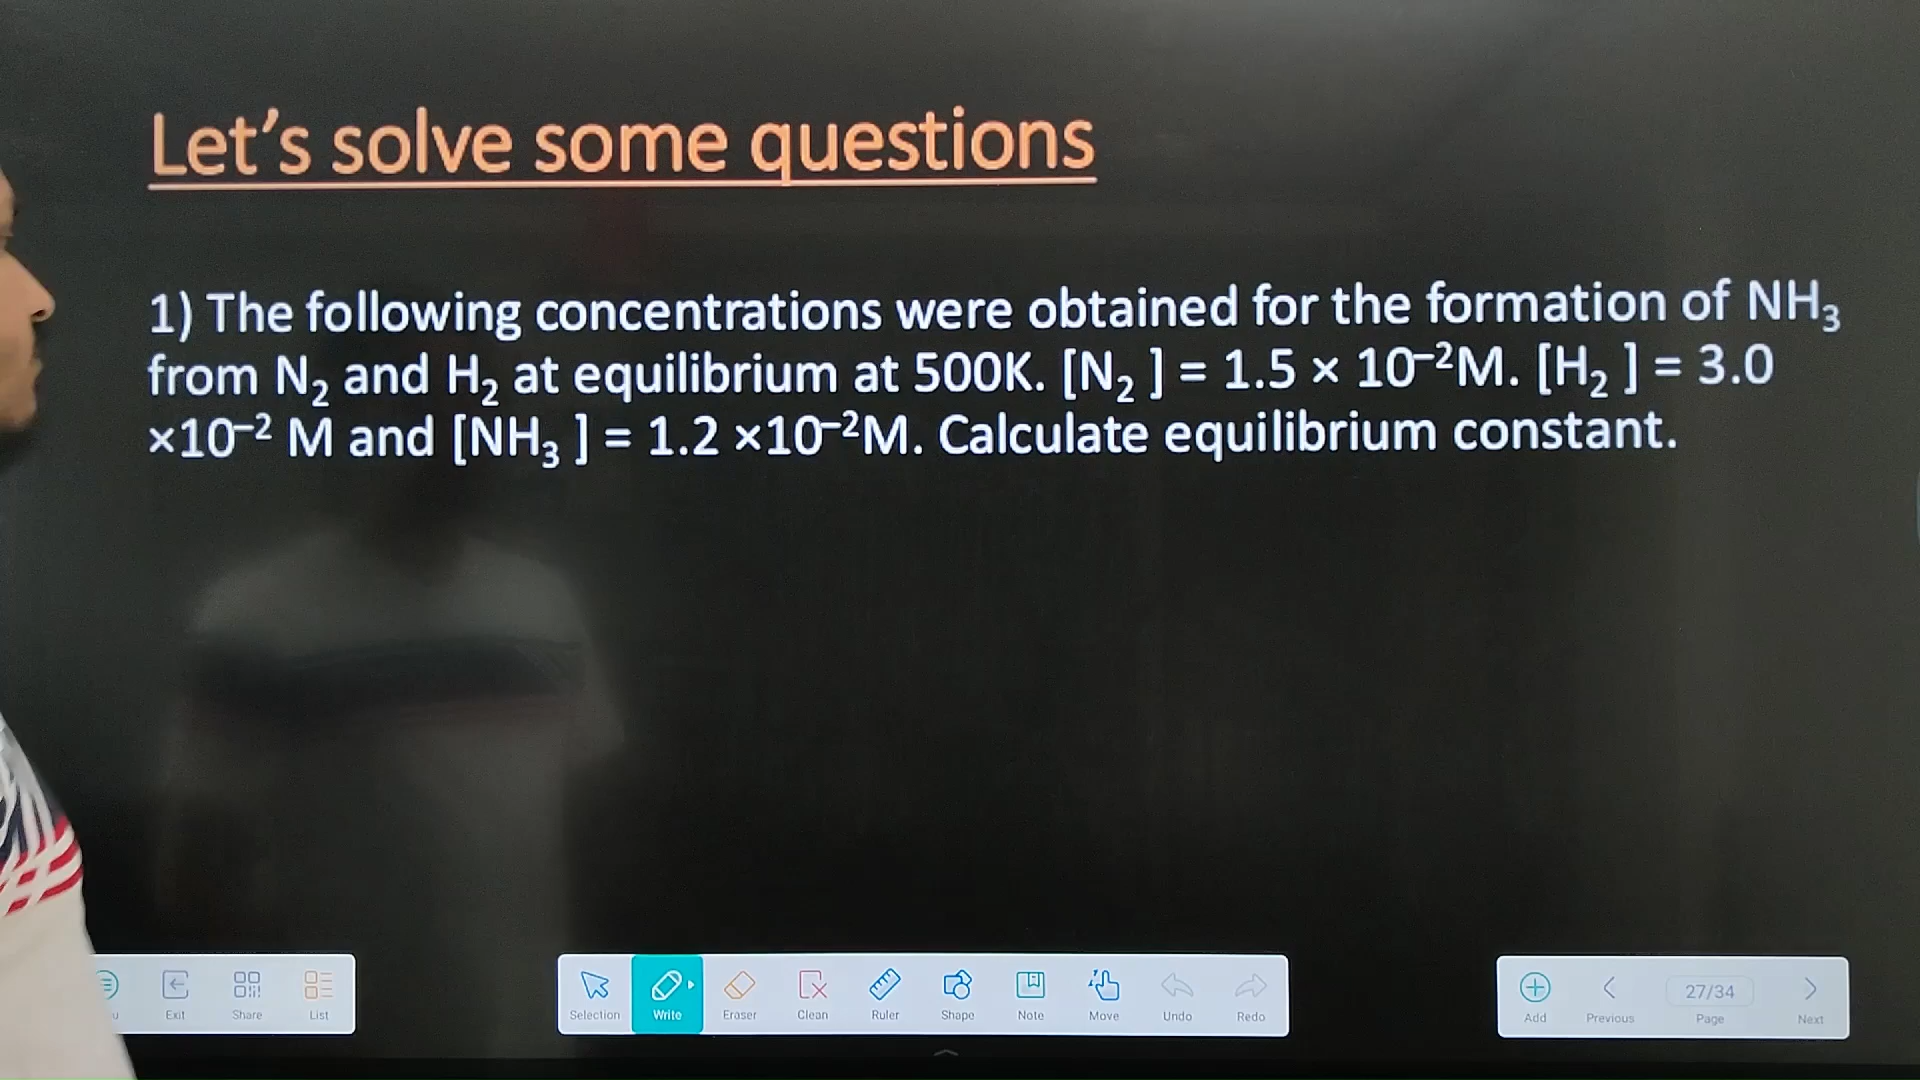 Let's solve some questions
1) The following concentrations were obtained for the formation of NH₃
from N₂ and H₂ at equilibrium at 500K. [N₂ ] = 1.5 × 10⁻²M. [H₂ ] = 3.0
×10⁻² M and [NH₃ ] = 1.2 ×10⁻²M. Calculate equilibrium constant.
Exit Share List
Selection Write Eraser Clean Ruler Shape Note Move Undo Redo
27/34
Add Previous Page Next